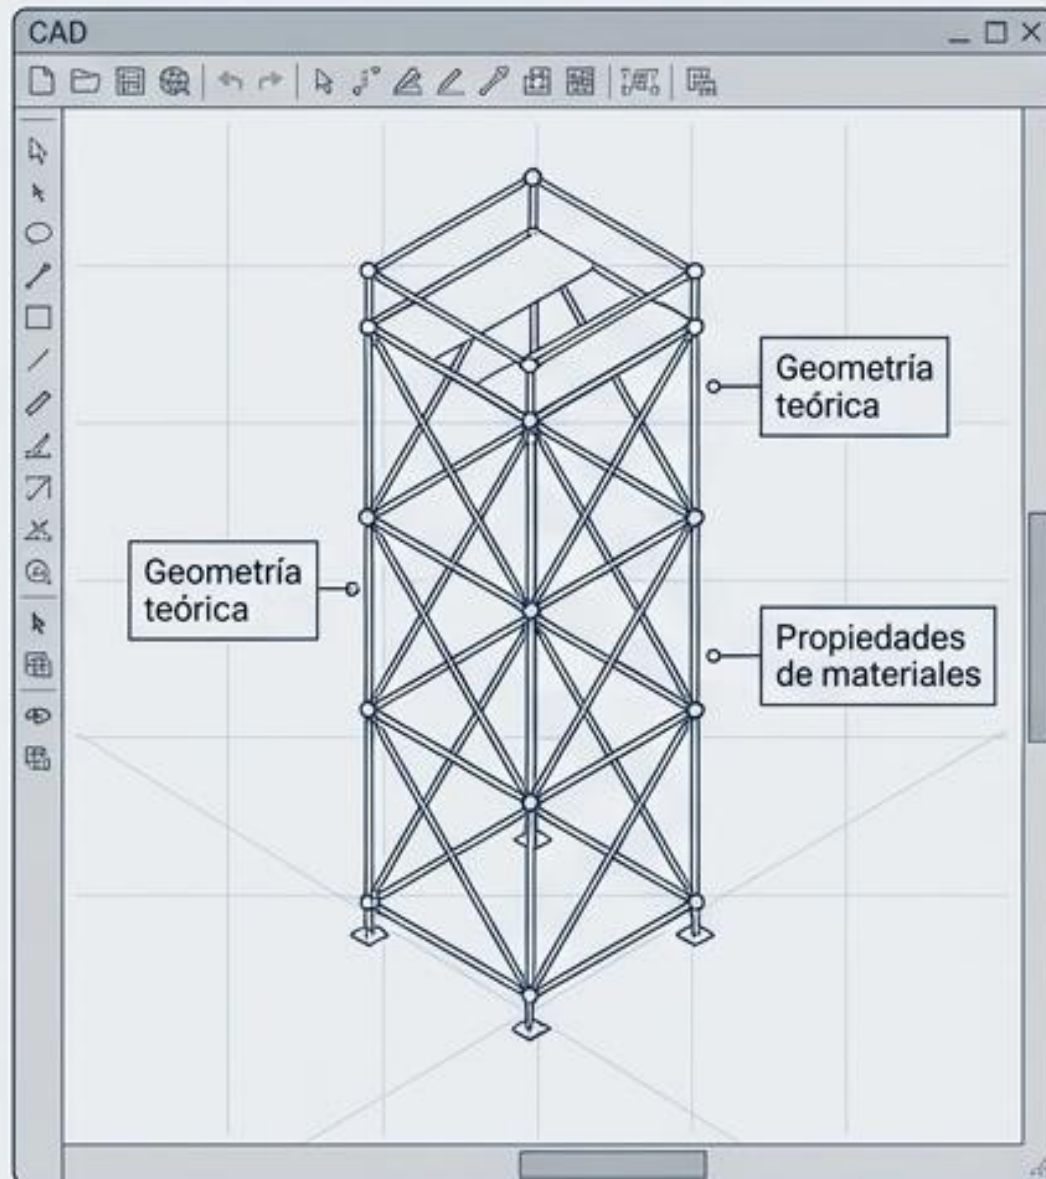 CAD
Geometría
teórica
Geometría
teórica
Propiedades
de materiales